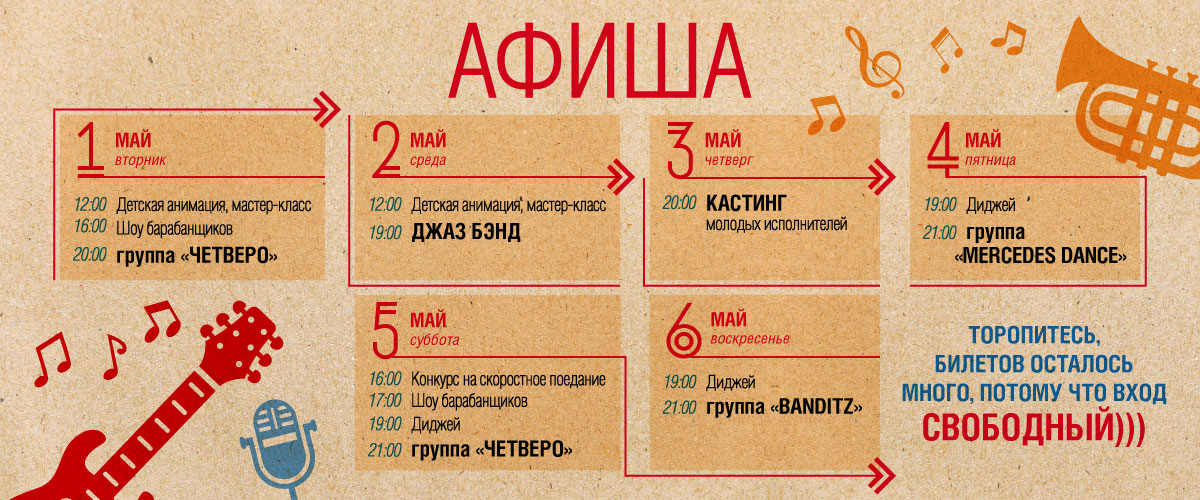 АФИША
1 МАЙ
вторник
12:00 Детская анимация, мастер-класс
16:00 Шоу барабанщиков
20:00 группа «ЧЕТВЕРО»
2 МАЙ
среда
12:00 Детская анимация, мастер-класс
19:00 ДЖАЗ БЭНД
3 МАЙ
четверг
20:00 КАСТИНГ
молодых исполнителей
4 МАЙ
пятница
19:00 Диджей
21:00 группа
«MERCEDES DANCE»
5 МАЙ
суббота
16:00 Конкурс на скоростное поедание
17:00 Шоу барабанщиков
19:00 Диджей
21:00 группа «ЧЕТВЕРО»
6 МАЙ
воскресенье
19:00 Диджей
21:00 группа «BANDITZ»
ТОРОПИТЕСЬ,
БИЛЕТОВ ОСТАЛОСЬ
МНОГО, ПОТОМУ ЧТО ВХОД
СВОБОДНЫЙ)))